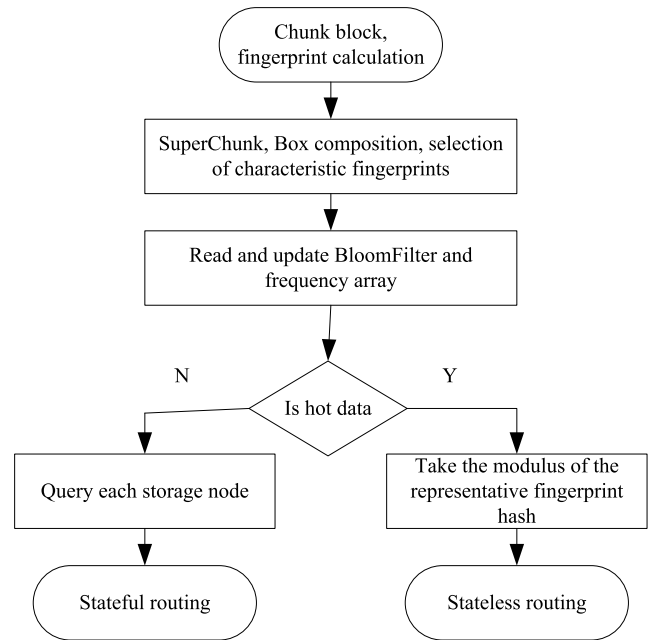 Chunk block,
fingerprint calculation
SuperChunk, Box composition, selection
of characteristic fingerprints
Read and update BloomFilter and
frequency array
N
Y
Is hot data
Query each storage node
Take the modulus of the
representative fingerprint
hash
Stateful routing
Stateless routing